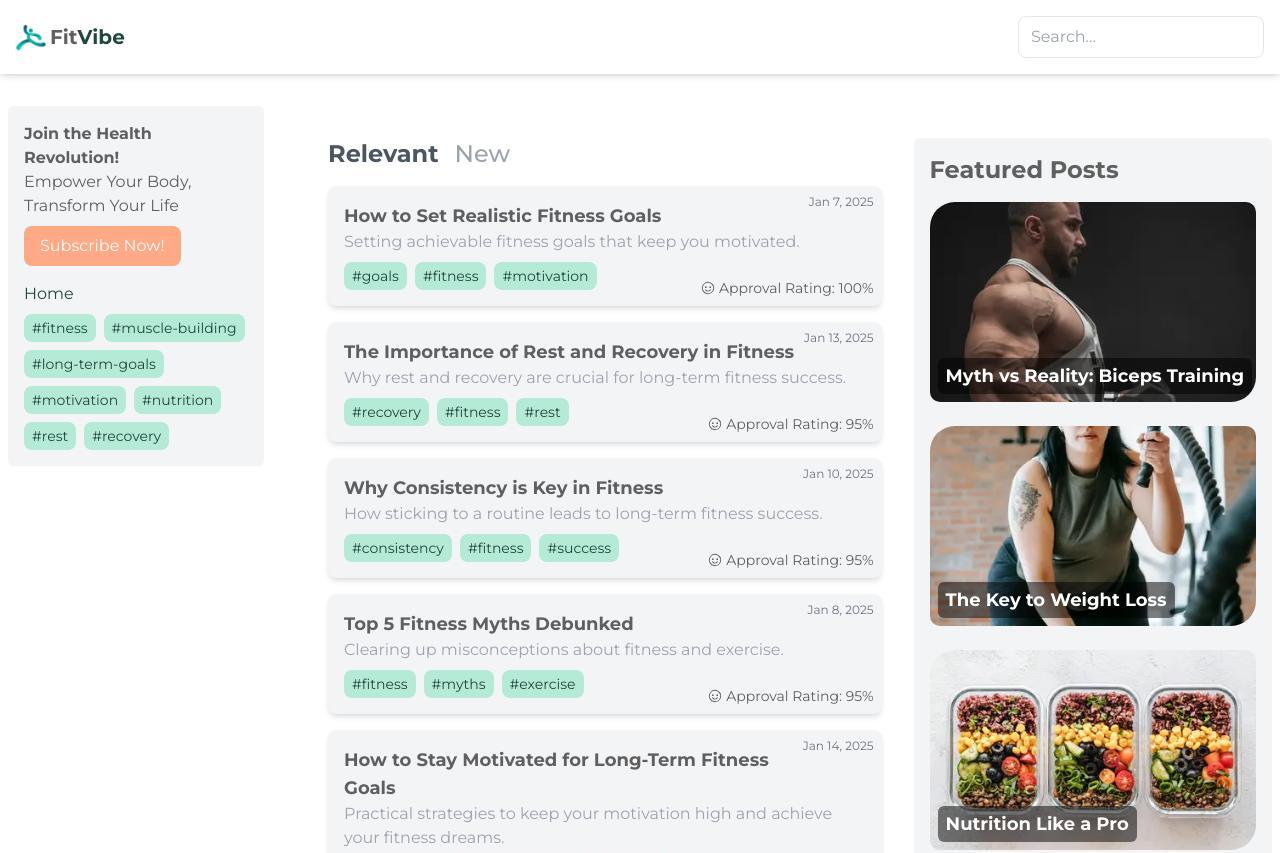 FitVibe
Search...
Join the Health
Revolution!
Empower Your Body,
Transform Your Life
Subscribe Now!
Home
#fitness #muscle-building
#long-term-goals
#motivation #nutrition
#rest #recovery
Relevant New
Jan 7, 2025
How to Set Realistic Fitness Goals
Setting achievable fitness goals that keep you motivated.
#goals #fitness #motivation
Approval Rating: 100%
Jan 13, 2025
The Importance of Rest and Recovery in Fitness
Why rest and recovery are crucial for long-term fitness success.
#recovery #fitness #rest
Approval Rating: 95%
Jan 10, 2025
Why Consistency is Key in Fitness
How sticking to a routine leads to long-term fitness success.
#consistency #fitness #success
Approval Rating: 95%
Jan 8, 2025
Top 5 Fitness Myths Debunked
Clearing up misconceptions about fitness and exercise.
#fitness #myths #exercise
Approval Rating: 95%
Jan 14, 2025
How to Stay Motivated for Long-Term Fitness
Goals
Practical strategies to keep your motivation high and achieve
your fitness dreams.
Featured Posts
Myth vs Reality: Biceps Training
The Key to Weight Loss
Nutrition Like a Pro